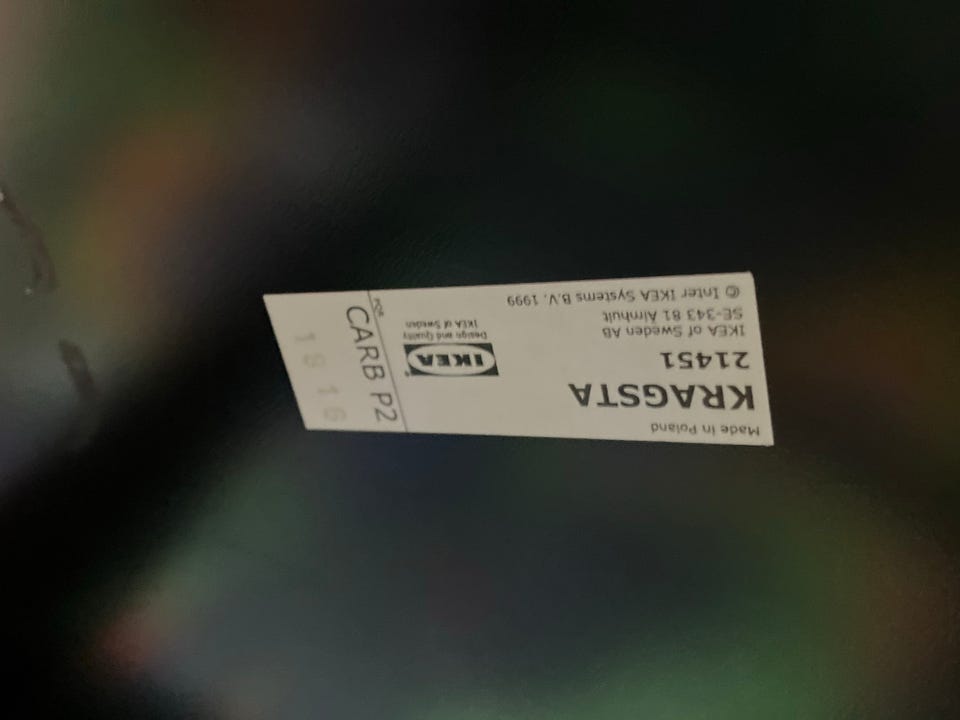 Made in Poland
KRAGSTA
21451
IKEA of Sweden AB
SE-343 81 Älmhult
© Inter IKEA Systems B.V. 1999
IKEA®
Design and Quality
IKEA of Sweden
CARB P2
1816